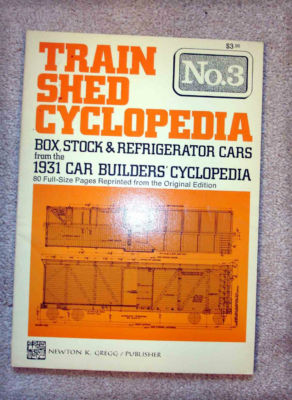 $3.95
TRAIN
SHED
No.3
CYCLOPEDIA
BOX, STOCK & REFRIGERATOR CARS
from the
1931 CAR BUILDERS' CYCLOPEDIA
80 Full-Size Pages Reprinted from the Original Edition
NEWTON K. GREGG / PUBLISHER